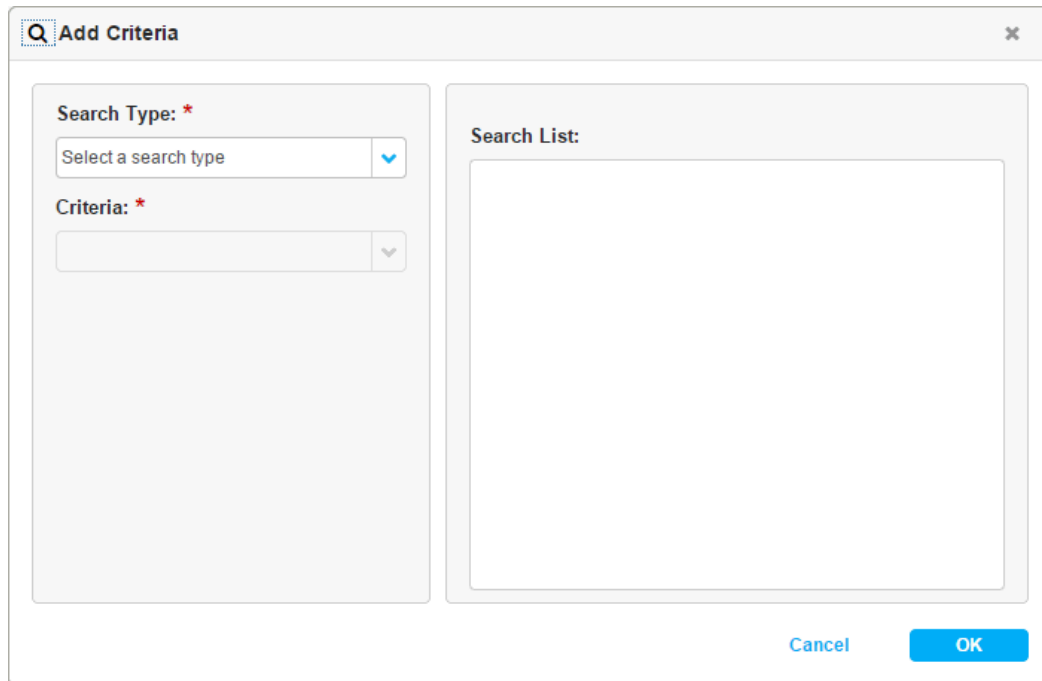 Add Criteria
Search Type: *
Select a search type
Criteria: *
Search List:
Cancel
OK